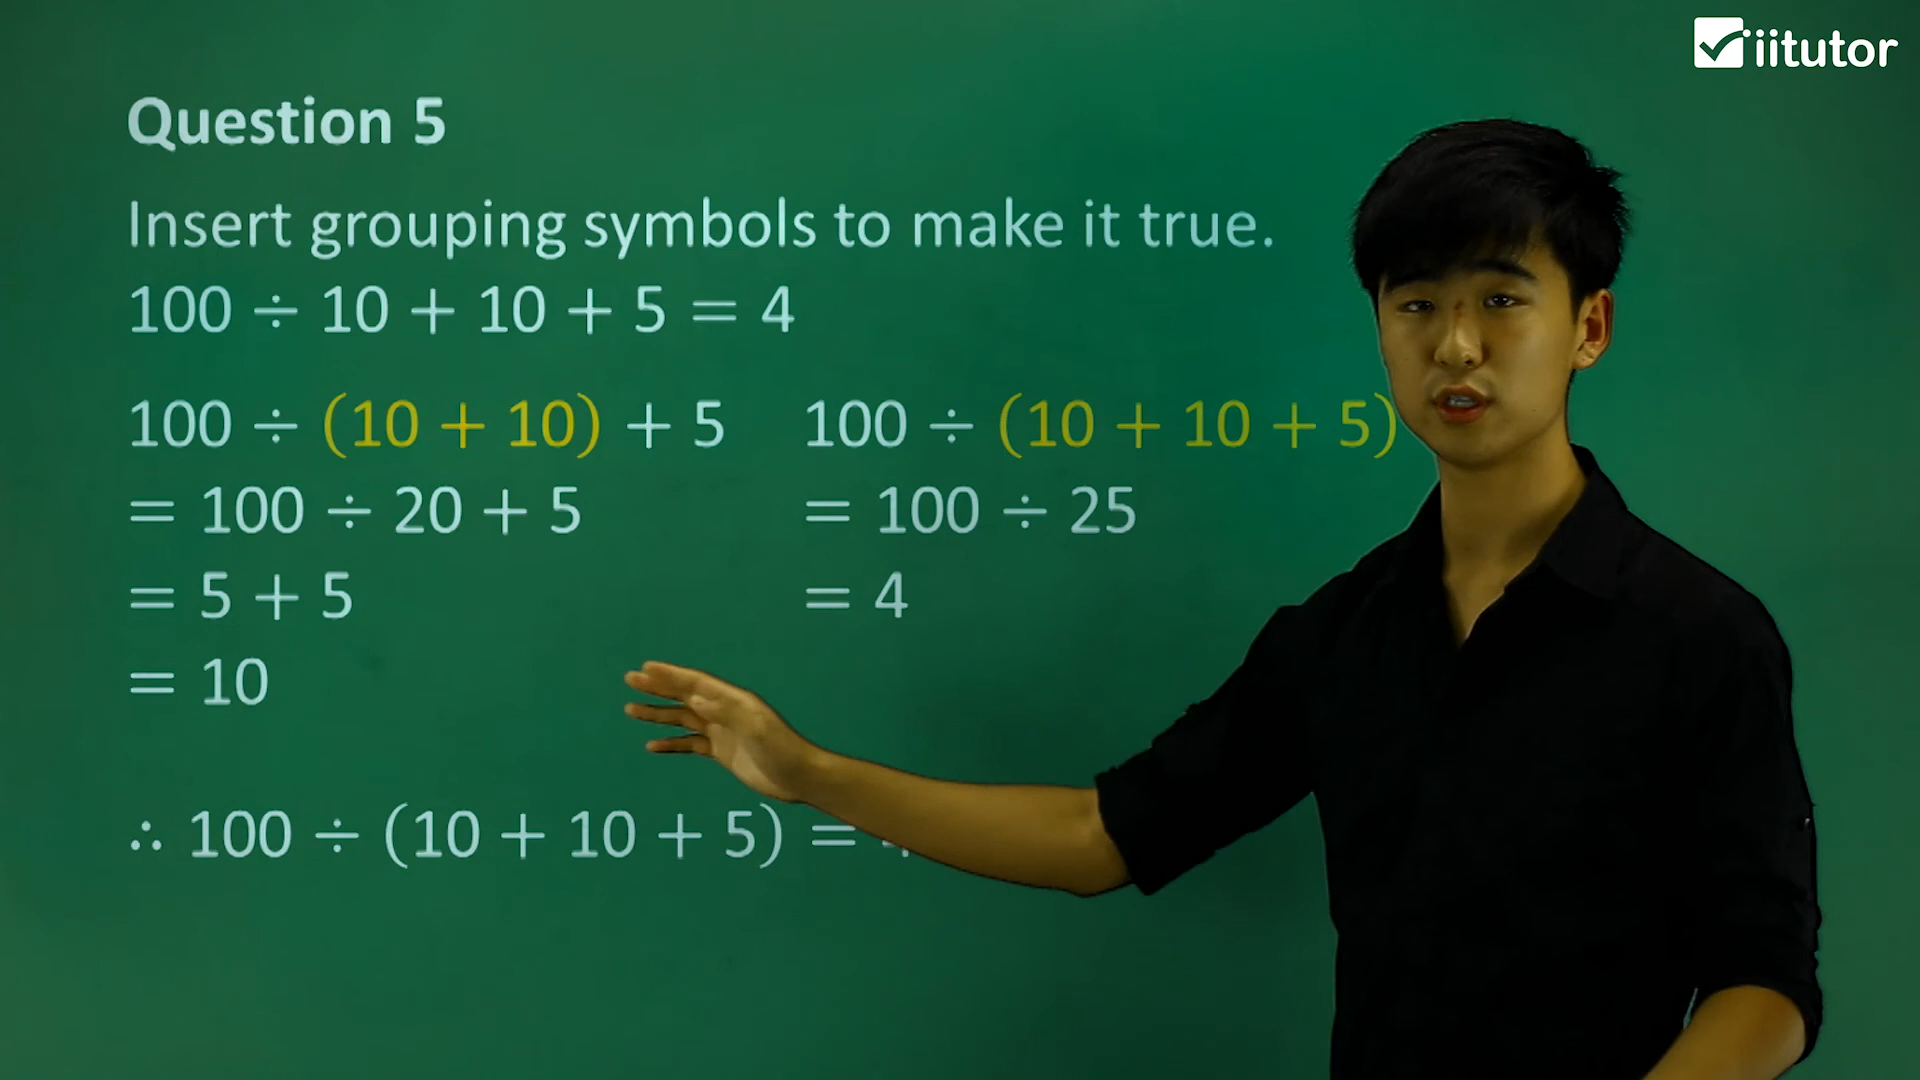 iitutor
Question 5
Insert grouping symbols to make it true.
100 ÷ 10 + 10 + 5 = 4
100 ÷ (10 + 10) + 5
= 100 ÷ 20 + 5
= 5 + 5
= 10
100 ÷ (10 + 10 + 5)
= 100 ÷ 25
= 4
∴ 100 ÷ (10 + 10 + 5) =